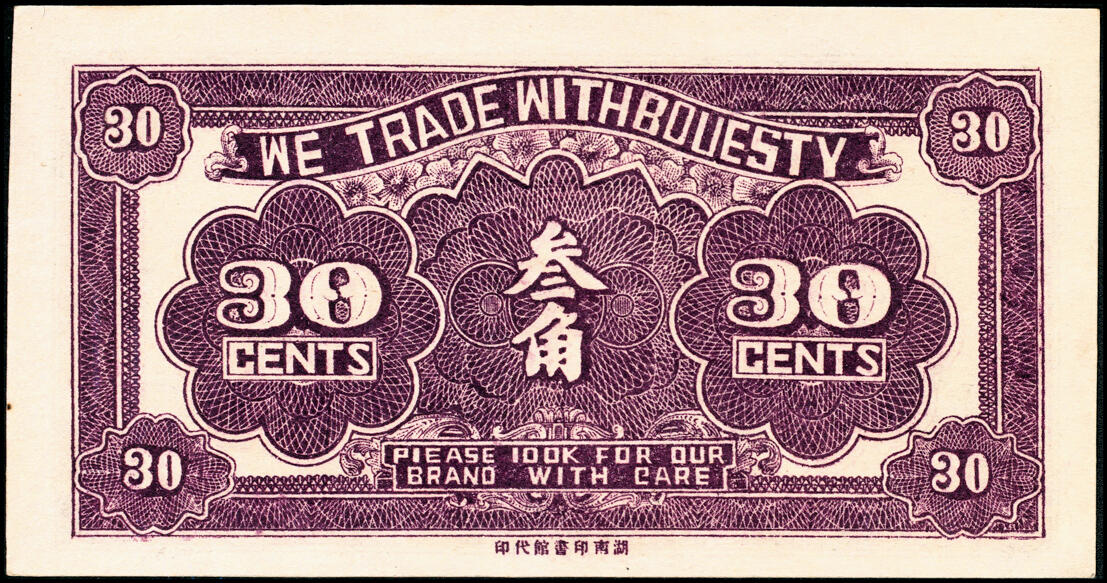 30
30
WE TRADE WITHBOUESTY
叁角
30
CENTS
30
CENTS
PIEASE IOOK FOR OUR
BRAND WITH CARE
30
30
湖南印書館代印